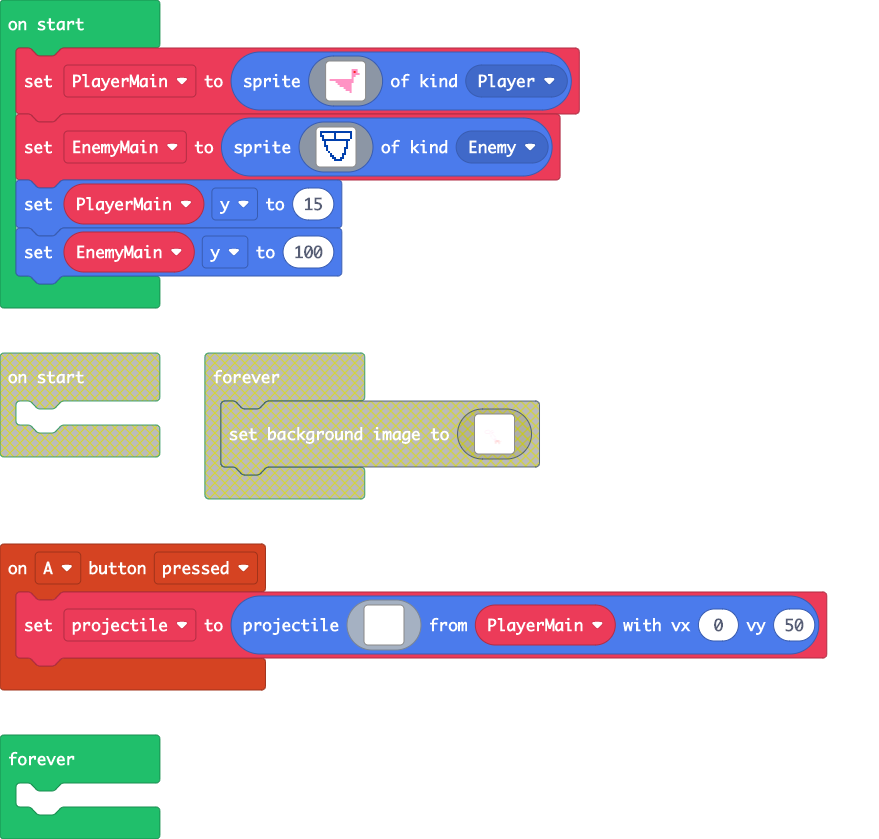 on start
set PlayerMain to sprite of kind Player
set EnemyMain to sprite of kind Enemy
set PlayerMain y to 15
set EnemyMain y to 100
on start
forever
set background image to
on A button pressed
set projectile to projectile from PlayerMain with vx 0 vy 50
forever